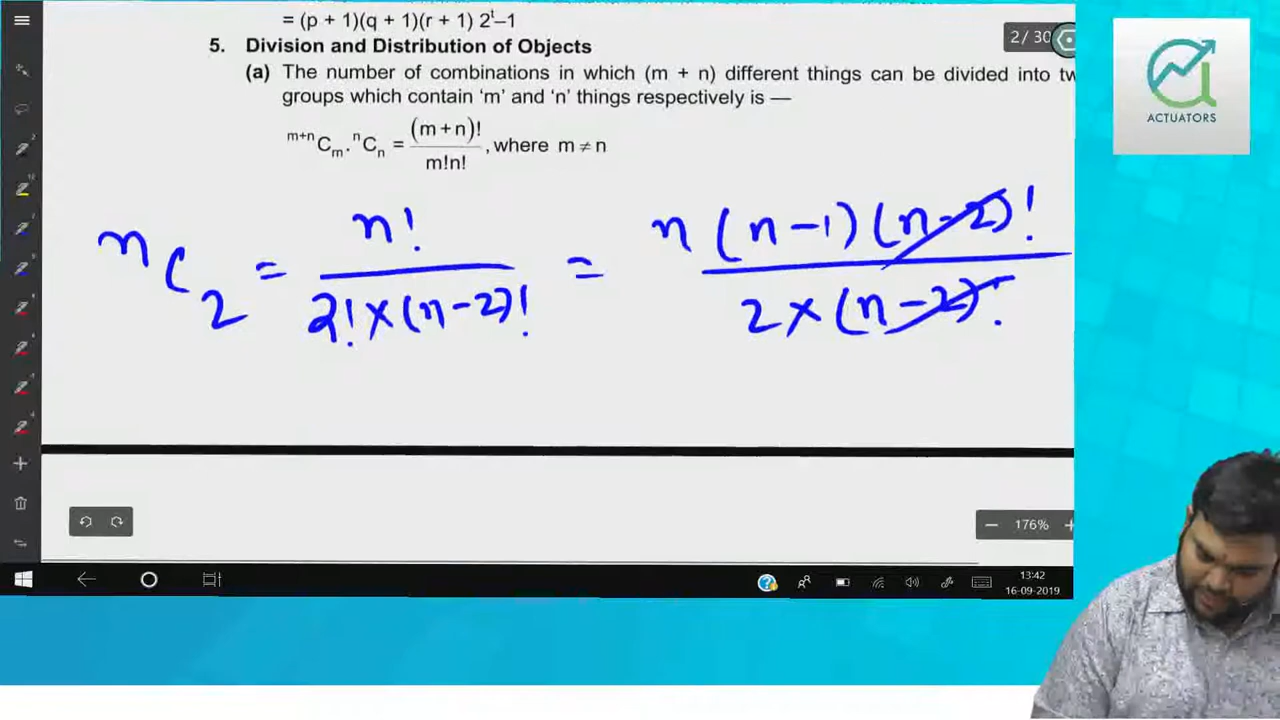 = (p + 1)(q + 1)(r + 1) 2ᵗ–1
2 / 30
5. Division and Distribution of Objects
(a) The number of combinations in which (m + n) different things can be divided into tw
groups which contain ‘m’ and ‘n’ things respectively is —
ᵐ⁺ⁿCₘ.ⁿCₙ = (m+n)!/m!n! , where m ≠ n
ⁿC₂ = n!/2!×(n-2)! = n(n-1)(n-2)!/2×(n-2)!
176%
13:42
16-09-2019
ACTUATORS